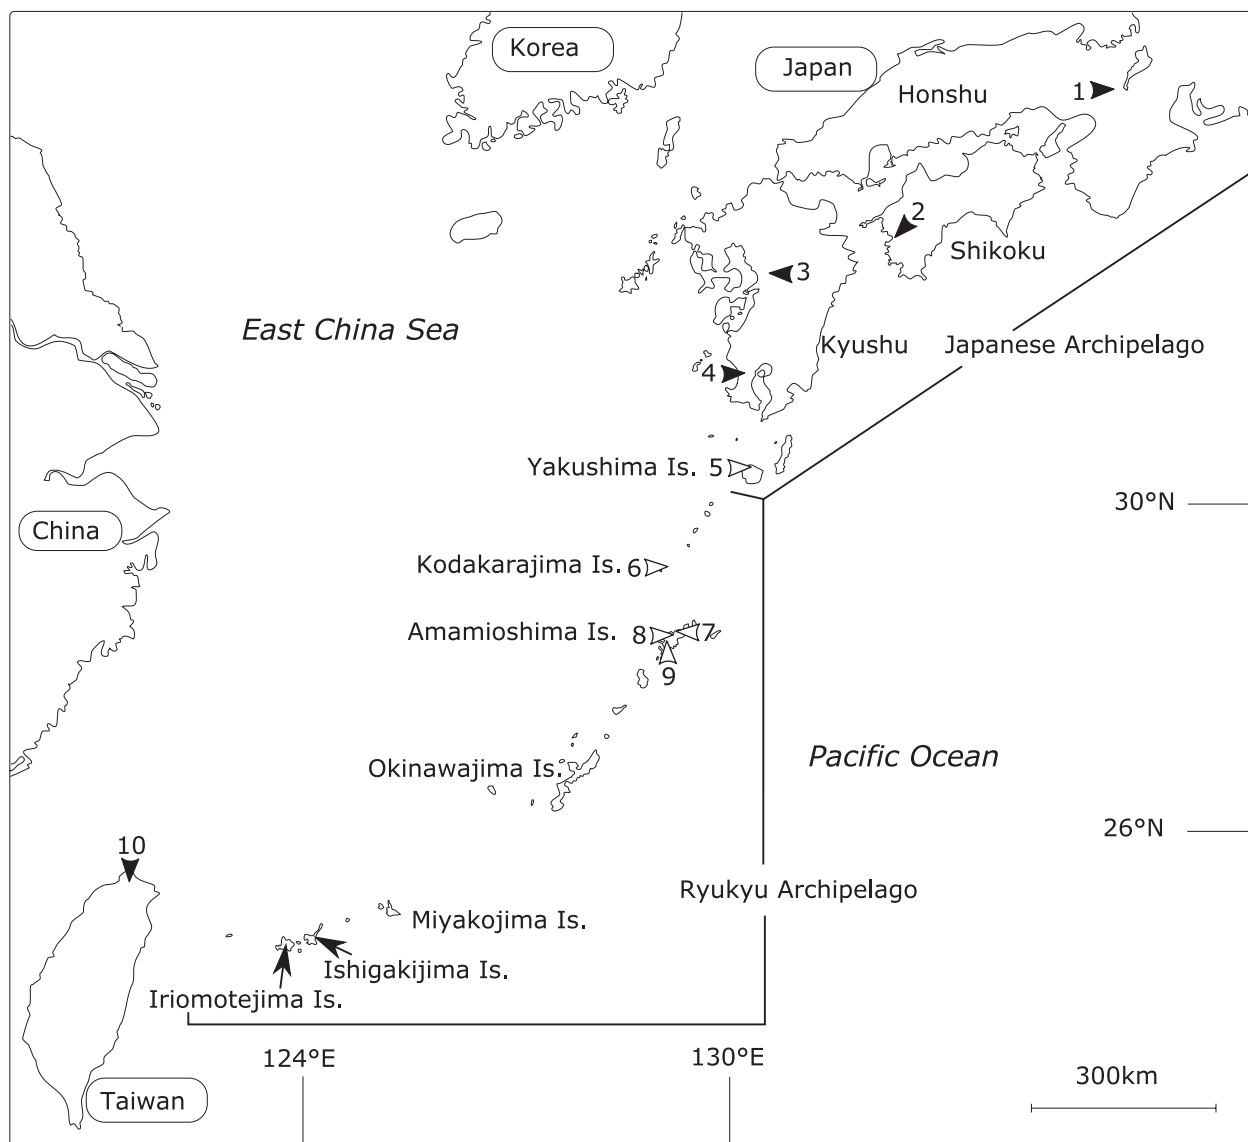 Korea
Japan
Honshu
1
2
Shikoku
3
East China Sea
Kyushu
Japanese Archipelago
4
Yakushima Is. 5
30°N
China
Kodakarajima Is. 6
Amamioshima Is. 8
7
9
Pacific Ocean
Okinawajima Is.
26°N
10
Ryukyu Archipelago
Miyakojima Is.
Ishigakijima Is.
Iriomotejima Is.
124°E
130°E
300km
Taiwan